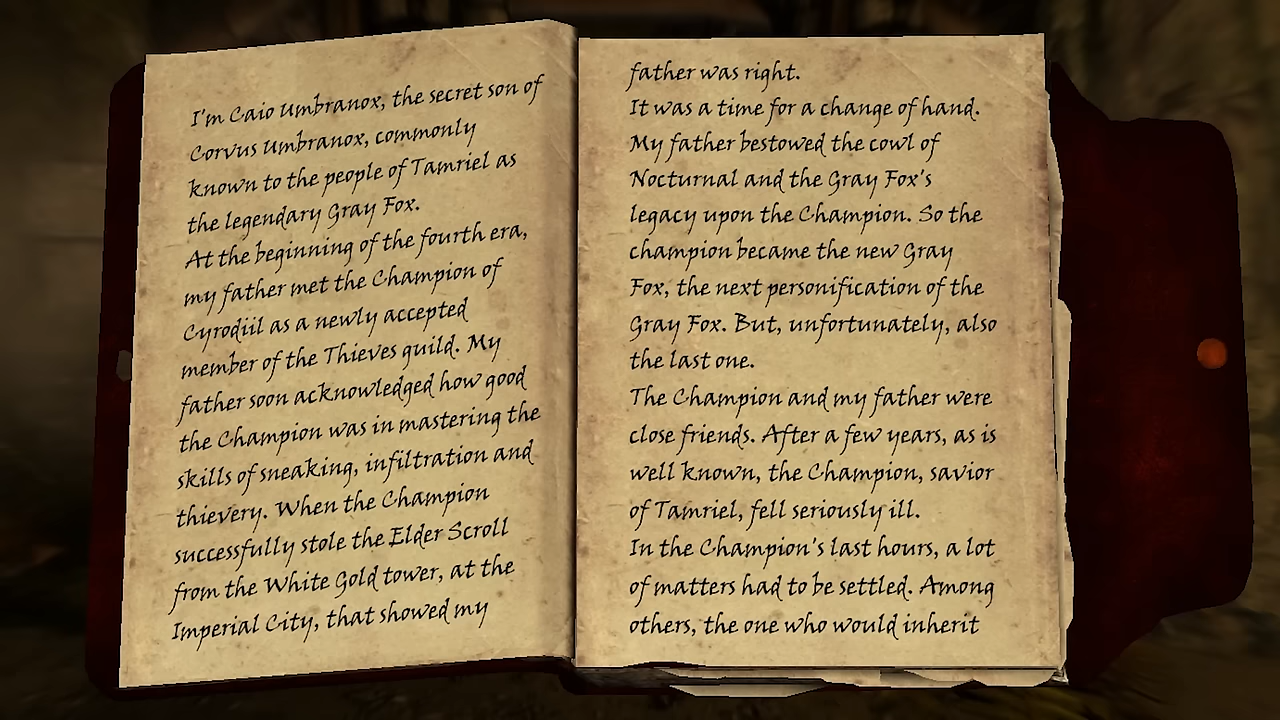 I'm Caio Umbranox, the secret son of
Corvus Umbranox, commonly
known to the people of Tamriel as
the legendary Gray Fox.
At the beginning of the fourth era,
my father met the Champion of
Cyrodiil as a newly accepted
member of the Thieves guild. My
father soon acknowledged how good
the Champion was in mastering the
skills of sneaking, infiltration and
thievery. When the Champion
successfully stole the Elder Scroll
from the White Gold tower, at the
Imperial City, that showed my
father was right.
It was a time for a change of hand.
My father bestowed the cowl of
Nocturnal and the Gray Fox's
legacy upon the Champion. So the
champion became the new Gray
Fox, the next personification of the
Gray Fox. But, unfortunately, also
the last one.
The Champion and my father were
close friends. After a few years, as is
well known, the Champion, savior
of Tamriel, fell seriously ill.
In the Champion's last hours, a lot
of matters had to be settled. Among
others, the one who would inherit